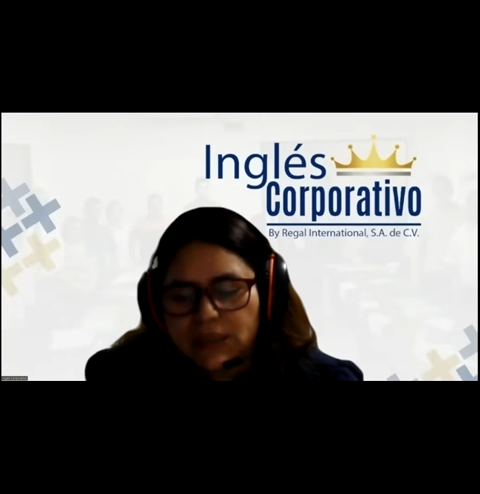 Inglés
Corporativo
By Regal International, S.A. de C.V.